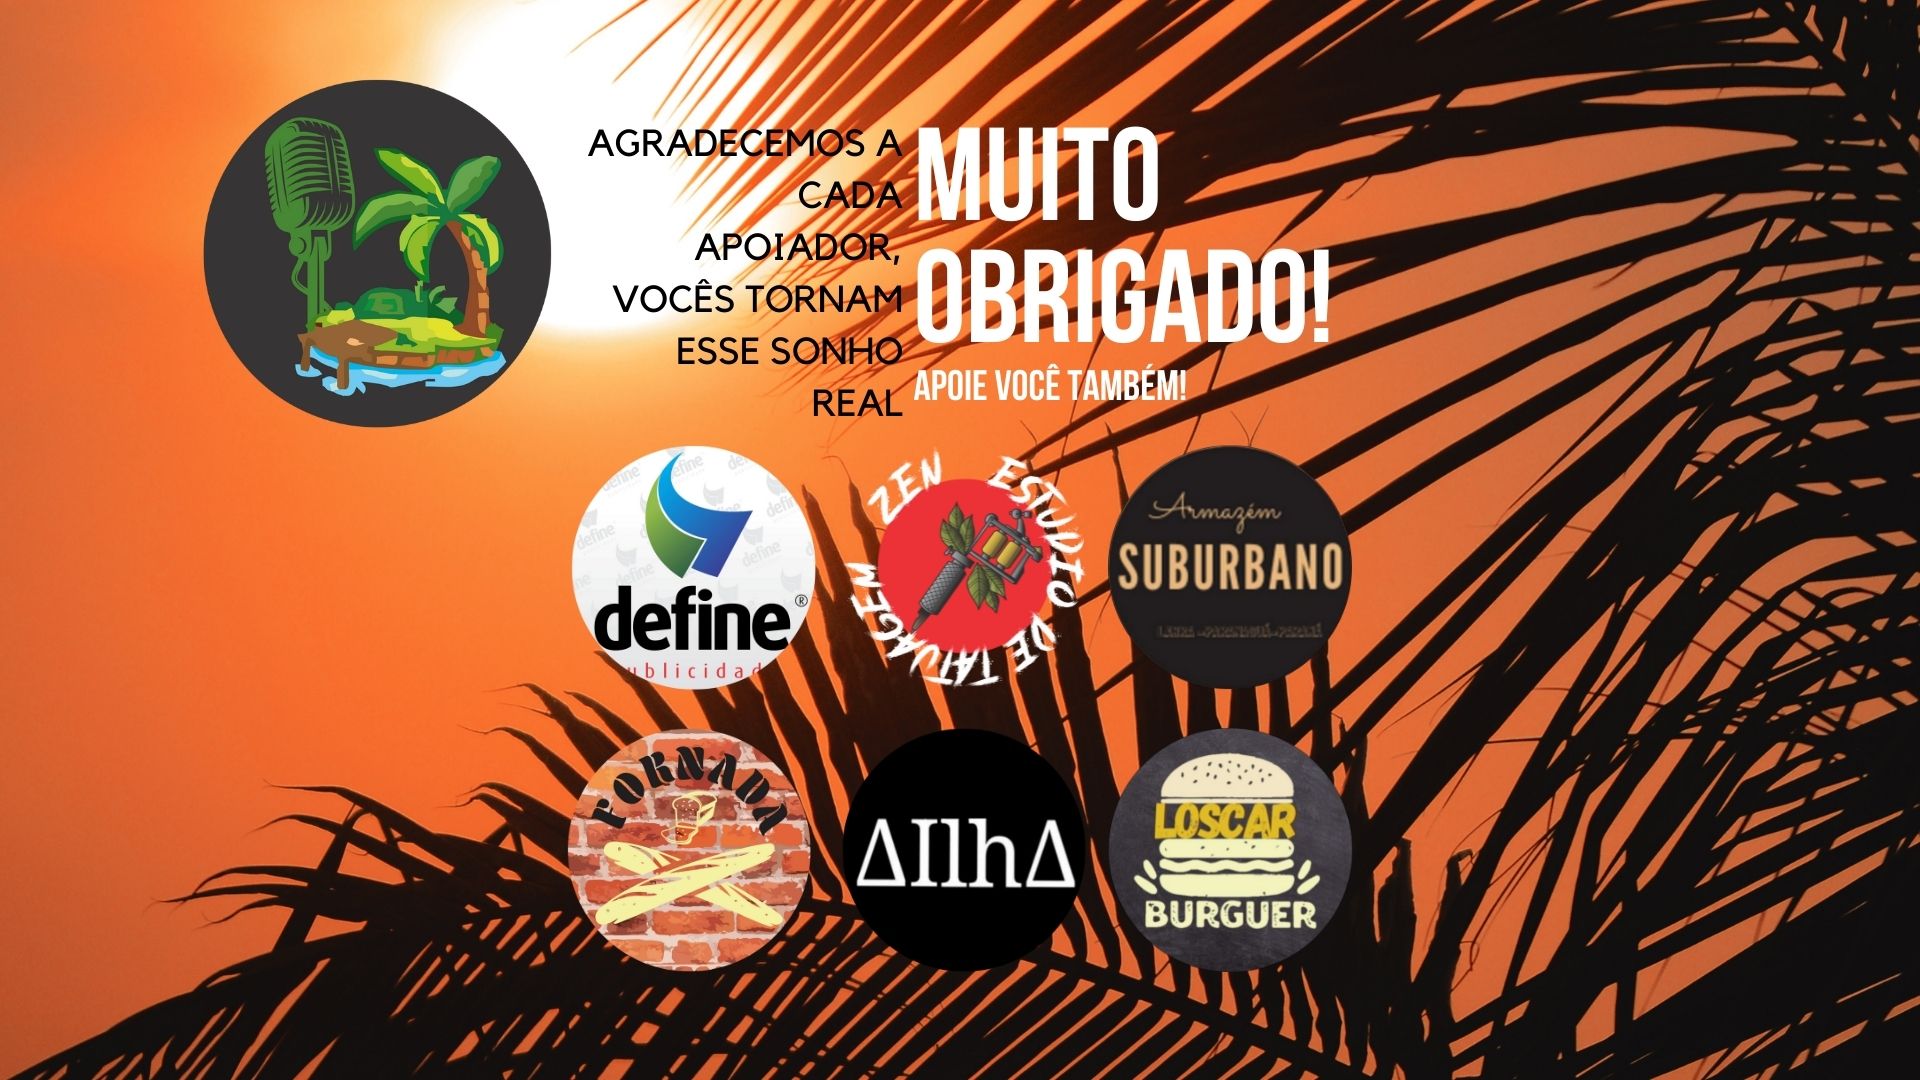 AGRADECEMOS A
CADA
APOIADOR,
VOCÊS TORNAM
ESSE SONHO
REAL
MUITO
OBRIGADO!
APOIE VOCÊ TAMBÉM!
define®
ublicidad
ZEN ESTUDIO DE TATUAGEM
Armazém
SUBURBANO
FORNADA
ΔIlhΔ
LOSCAR
BURGUER